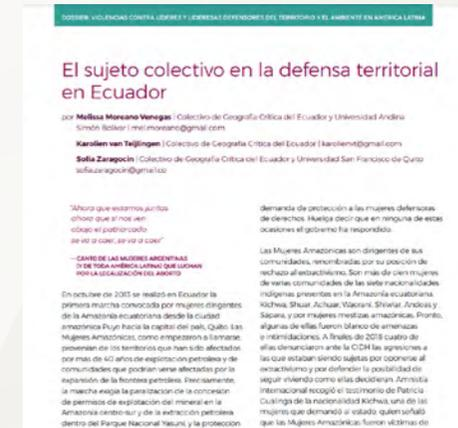 DOSSIER: VIOLENCIAS CONTRA LÍDERES Y LIDERESAS DEFENSORES DEL TERRITORIO Y EL AMBIENTE EN AMÉRICA LATINA
El sujeto colectivo en la defensa territorial
en Ecuador
por Melissa Moreano Venegas | Colectivo de Geografía Crítica del Ecuador y Universidad Andina
Simón Bolívar | mel.moreano@gmail.com
Karolien van Teijlingen | Colectivo de Geografía Crítica del Ecuador | karolienvt@gmail.com
Sofía Zaragocin | Colectivo de Geografía Crítica del Ecuador y Universidad San Francisco de Quito
sofia.zaragocin@gmail.co
"Ahora que estamos juntas
ahora que sí nos ven
abajo el patriarcado
se va a caer, se va a caer"
—CANTO DE LAS MUJERES ARGENTINAS
(Y DE TODA AMÉRICA LATINA) QUE LUCHAN
POR LA LEGALIZACIÓN DEL ABORTO
En octubre de 2013 se realizó en Ecuador la
primera marcha convocada por mujeres dirigentes
de la Amazonía ecuatoriana desde la ciudad
amazónica Puyo hacia la capital del país, Quito. Las
Mujeres Amazónicas, como empezaron a llamarse,
provenían de los territorios que han sido afectados
por más de 40 años de explotación petrolera y de
comunidades que podrían verse afectadas por la
expansión de la frontera petrolera. Precisamente,
la marcha exigía la paralización de la concesión
de permisos de explotación del mineral en la
Amazonía centro-sur y de la extracción petrolera
dentro del Parque Nacional Yasuní, y la protección
demanda de protección a las mujeres defensoras
de derechos. Huelga decir que en ninguna de estas
ocasiones el gobierno ha respondido.
Las Mujeres Amazónicas son dirigentes de sus
comunidades, renombradas por su posición de
rechazo al extractivismo. Son más de cien mujeres
de varias comunidades de las siete nacionalidades
indígenas presentes en la Amazonía ecuatoriana:
Kichwa, Shuar, Achuar, Waorani, Shiwiar, Andoas y
Sápara, y por mujeres mestizas amazónicas. Pronto,
algunas de ellas fueron blanco de amenazas
e intimidaciones. A finales de 2018 cuatro de
ellas denunciaron ante la CIDH las agresiones a
las que estaban siendo sujetas por oponerse al
extractivismo y por defender la posibilidad de
seguir viviendo como ellas decidieran. Amnistía
Internacional recogió el testimonio de Patricia
Gualinga de la nacionalidad Kichwa, una de las
mujeres que demandó al estado, quien señaló
que las Mujeres Amazónicas fueron víctimas de